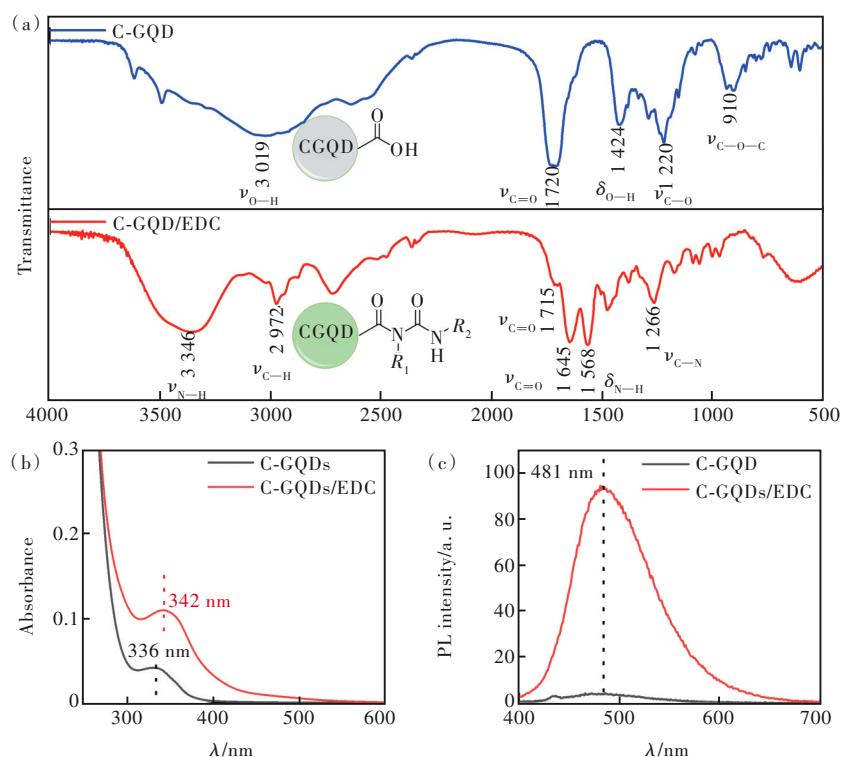 (a)
C-GQD
CGQD
O
OH
3 019
ν O—H
1720
ν C=O
1 424
δ O—H
1 220
ν C—O
910
ν C—O—C
Transmittance
C-GQD/EDC
3 346
ν N—H
2 972
ν C—H
CGQD
O O
N N R2
R1 H
1 715
ν C=O
1 645
ν C=O
1 568
δ N—H
1 266
ν C—N
4000 3500 3000 2500 2000 1500 1000 500
(b)
C-GQDs
C-GQDs/EDC
342 nm
336 nm
Absorbance
0.3
0.2
0.1
0
300 400 500 600
λ/nm
(c)
481 nm
C-GQD
C-GQDs/EDC
PL intensity/a. u.
100
80
60
40
20
0
400 500 600 700
λ/nm